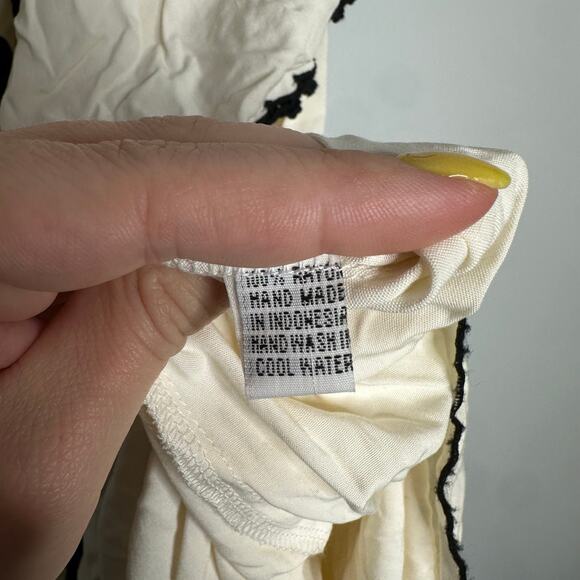 100% RAYON
HAND MADE
IN INDONESIA
HAND WASH IN
COOL WATER